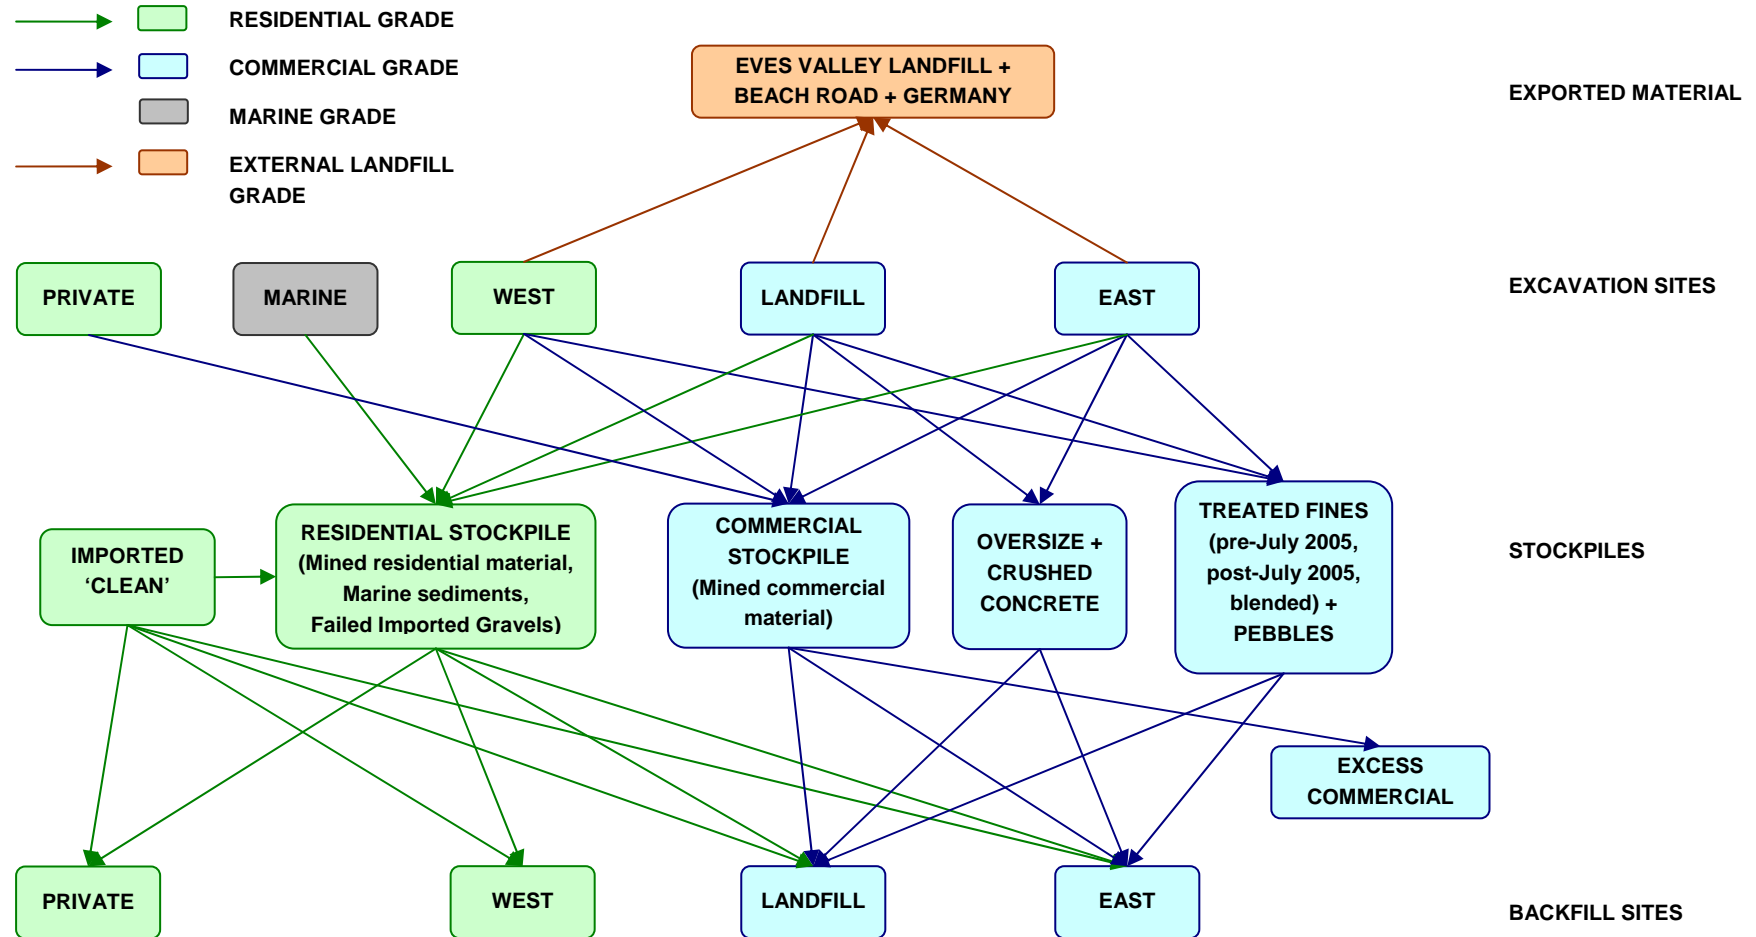 RESIDENTIAL GRADE
COMMERCIAL GRADE
MARINE GRADE
EXTERNAL LANDFILL
GRADE
EVES VALLEY LANDFILL +
BEACH ROAD + GERMANY
EXPORTED MATERIAL
PRIVATE
MARINE
WEST
LANDFILL
EAST
EXCAVATION SITES
IMPORTED
‘CLEAN’
RESIDENTIAL STOCKPILE
(Mined residential material,
Marine sediments,
Failed Imported Gravels)
COMMERCIAL
STOCKPILE
(Mined commercial
material)
OVERSIZE +
CRUSHED
CONCRETE
TREATED FINES
(pre-July 2005,
post-July 2005,
blended) +
PEBBLES
STOCKPILES
EXCESS
COMMERCIAL
PRIVATE
WEST
LANDFILL
EAST
BACKFILL SITES